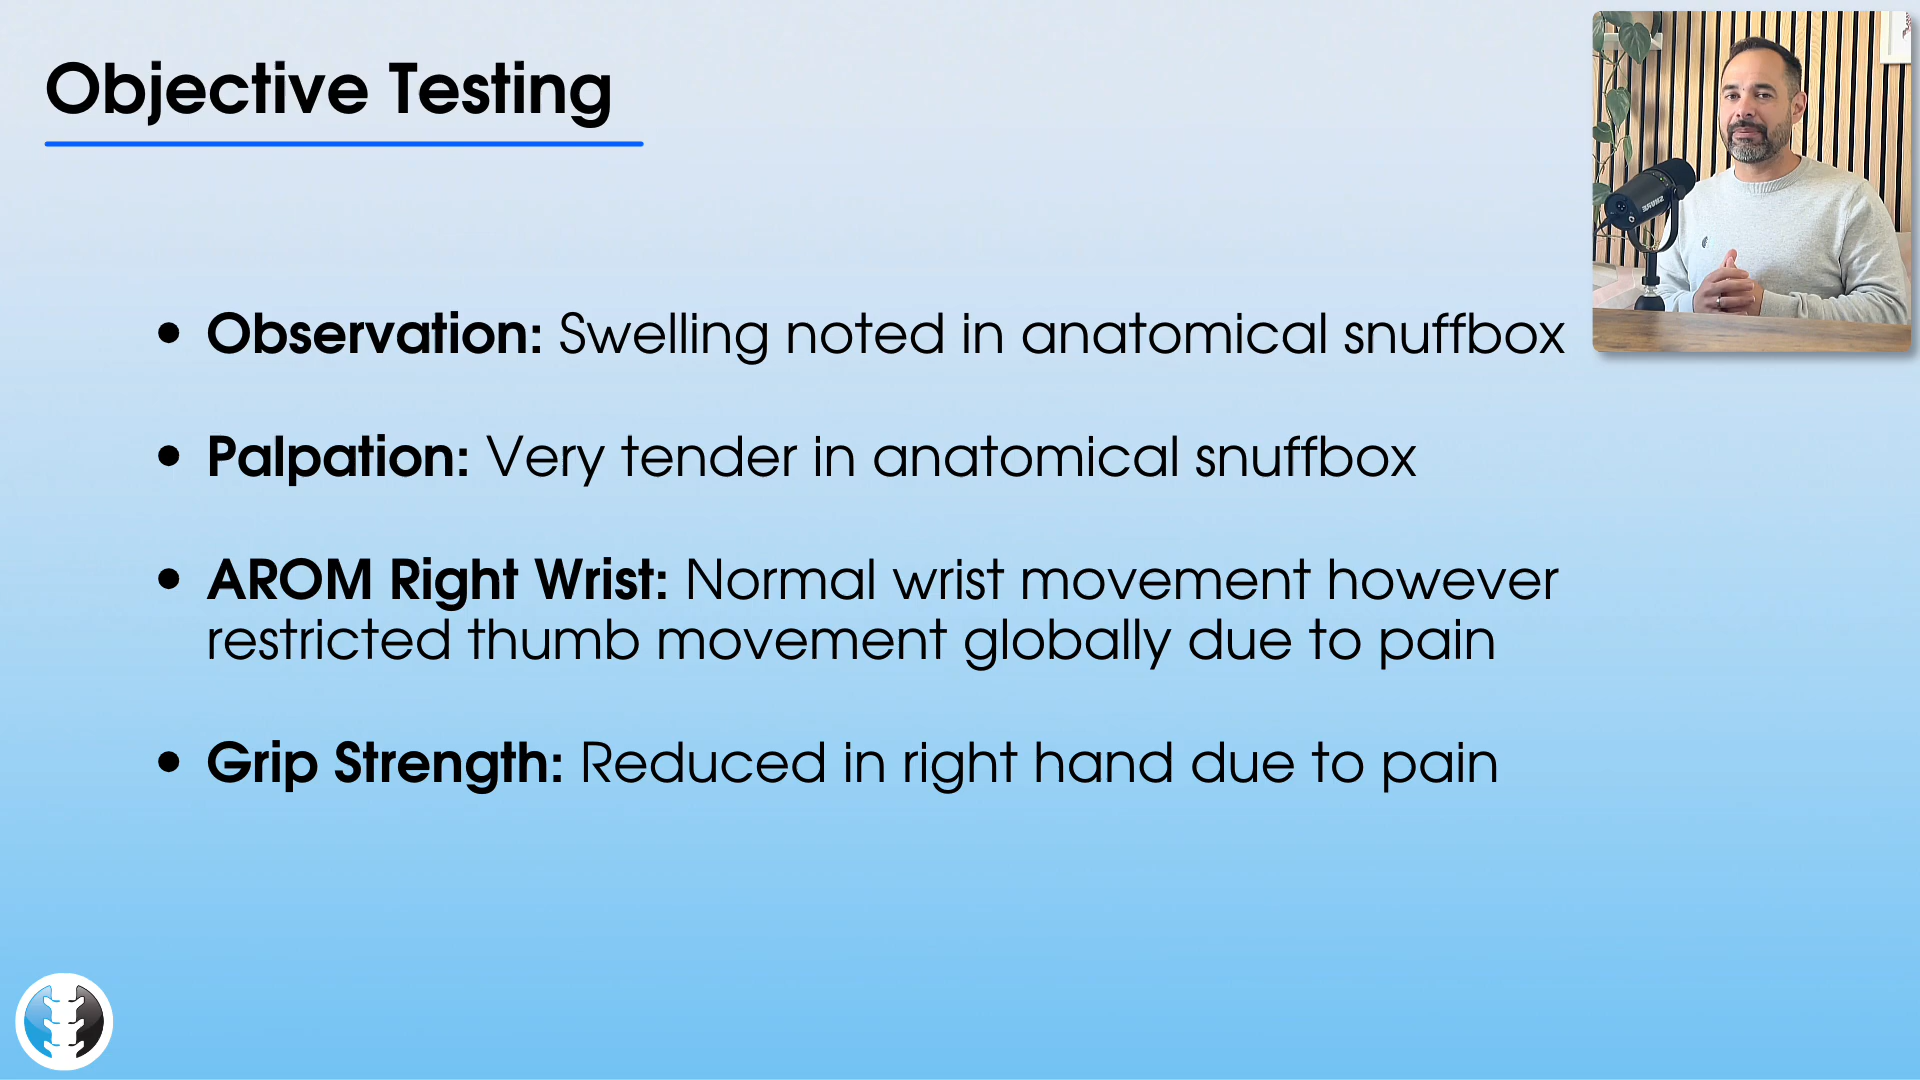 Objective Testing
• Observation: Swelling noted in anatomical snuffbox
• Palpation: Very tender in anatomical snuffbox
• AROM Right Wrist: Normal wrist movement however
restricted thumb movement globally due to pain
• Grip Strength: Reduced in right hand due to pain